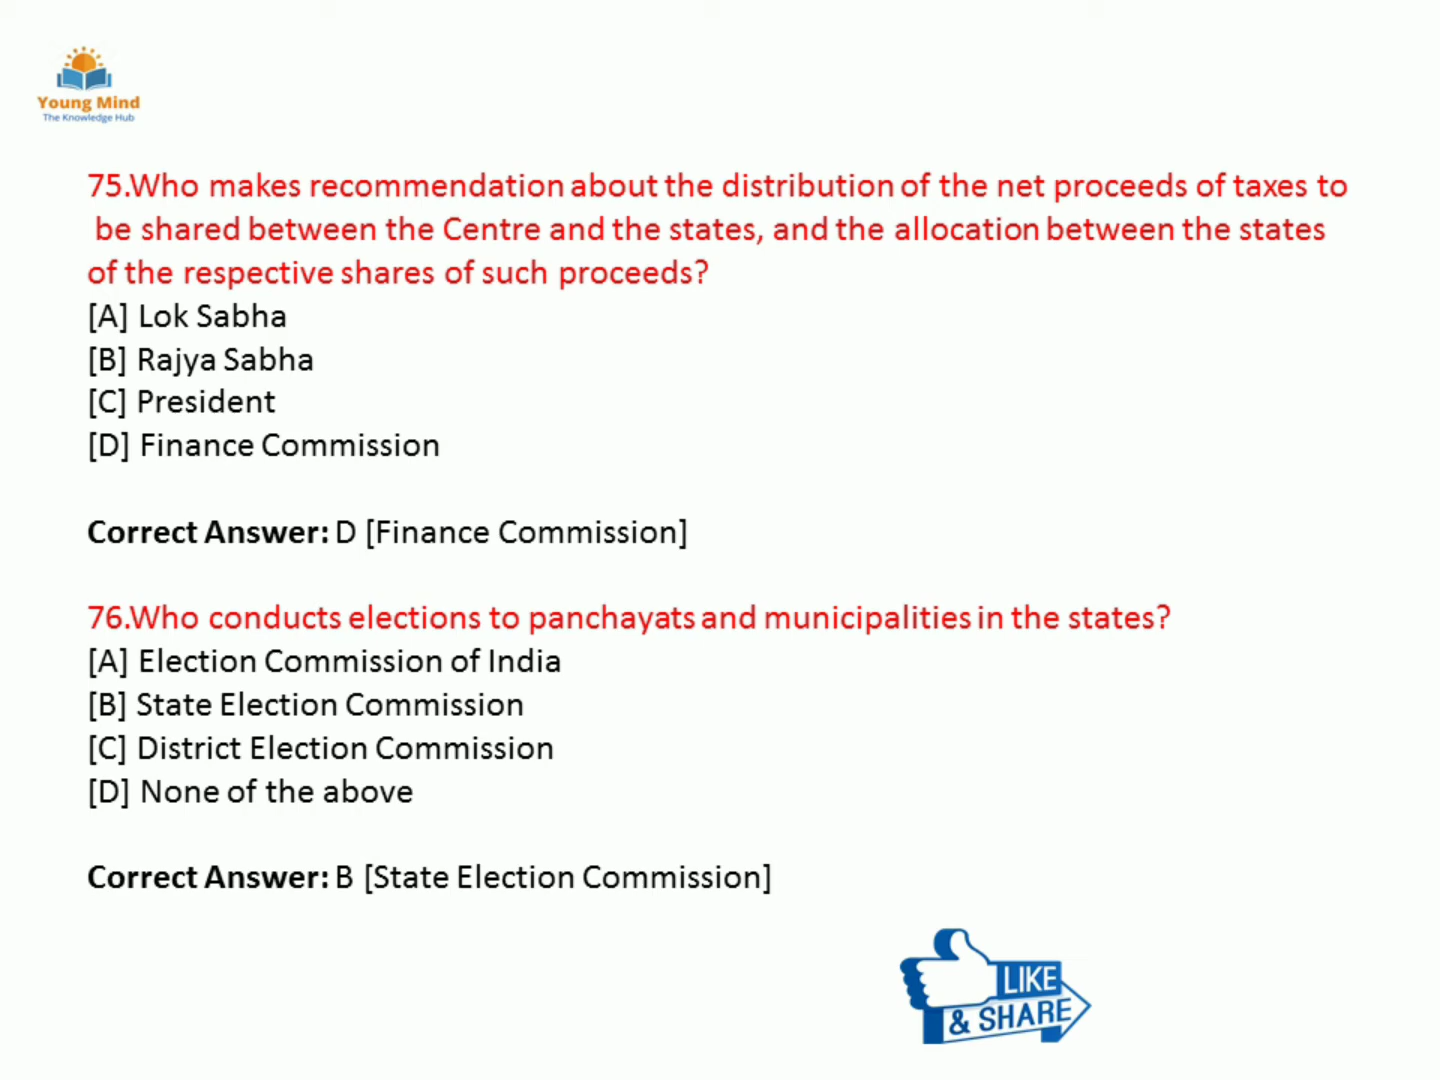 Young Mind
The Knowledge Hub
75.Who makes recommendation about the distribution of the net proceeds of taxes to
be shared between the Centre and the states, and the allocation between the states
of the respective shares of such proceeds?
[A] Lok Sabha
[B] Rajya Sabha
[C] President
[D] Finance Commission
Correct Answer: D [Finance Commission]
76.Who conducts elections to panchayats and municipalities in the states?
[A] Election Commission of India
[B] State Election Commission
[C] District Election Commission
[D] None of the above
Correct Answer: B [State Election Commission]
LIKE
& SHARE